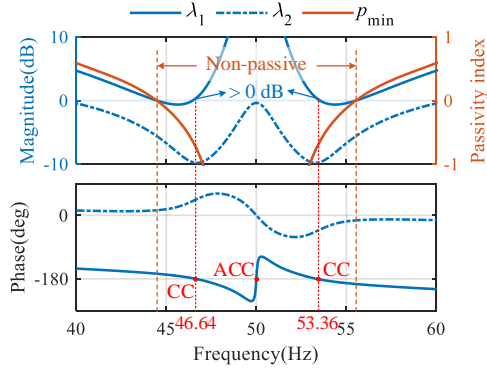 λ₁ λ₂ pmin
Magnitude(dB)
10
0
-10
Non-passive
> 0 dB
1
0
-1
Passivity index
Phase(deg)
0
-180
CC
ACC
CC
40
45
46.64
50
53.36
55
60
Frequency(Hz)